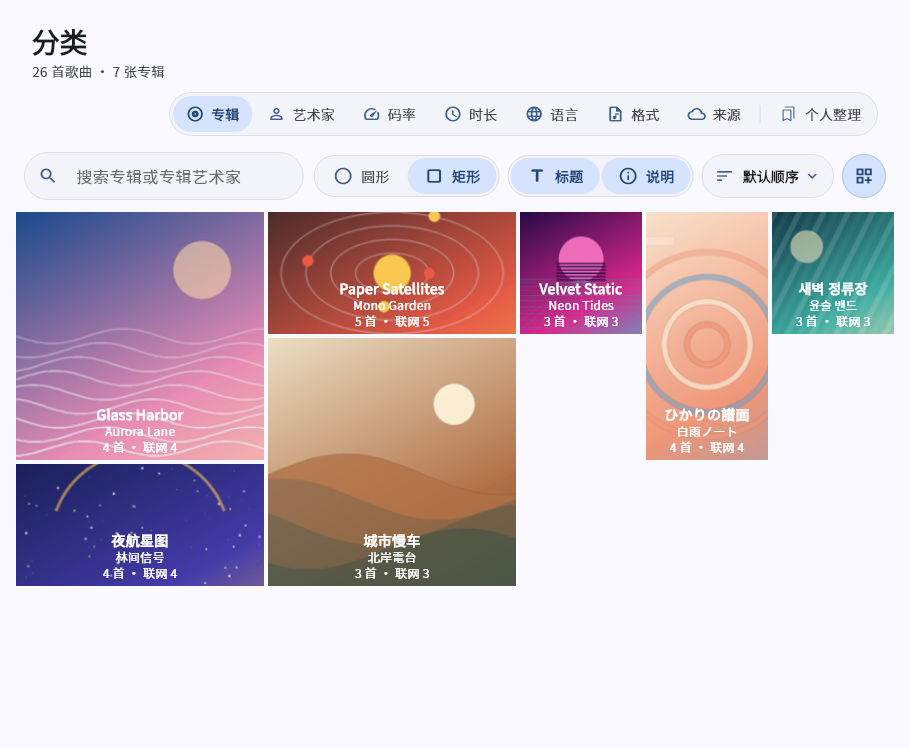 分类
26 首歌曲 · 7 张专辑
专辑 艺术家 码率 时长 语言 格式 来源 个人整理
搜索专辑或专辑艺术家 圆形 矩形 标题 说明 默认顺序
Glass Harbor
Aurora Lane
4 首 · 联网 4
Paper Satellites
Mono Garden
5 首 · 联网 5
Velvet Static
Neon Tides
3 首 · 联网 3
ひかりの譜面
白雨ノート
4 首 · 联网 4
새벽 정류장
윤슬 밴드
3 首 · 联网 3
夜航星图
林间信号
4 首 · 联网 4
城市慢车
北岸電台
3 首 · 联网 3